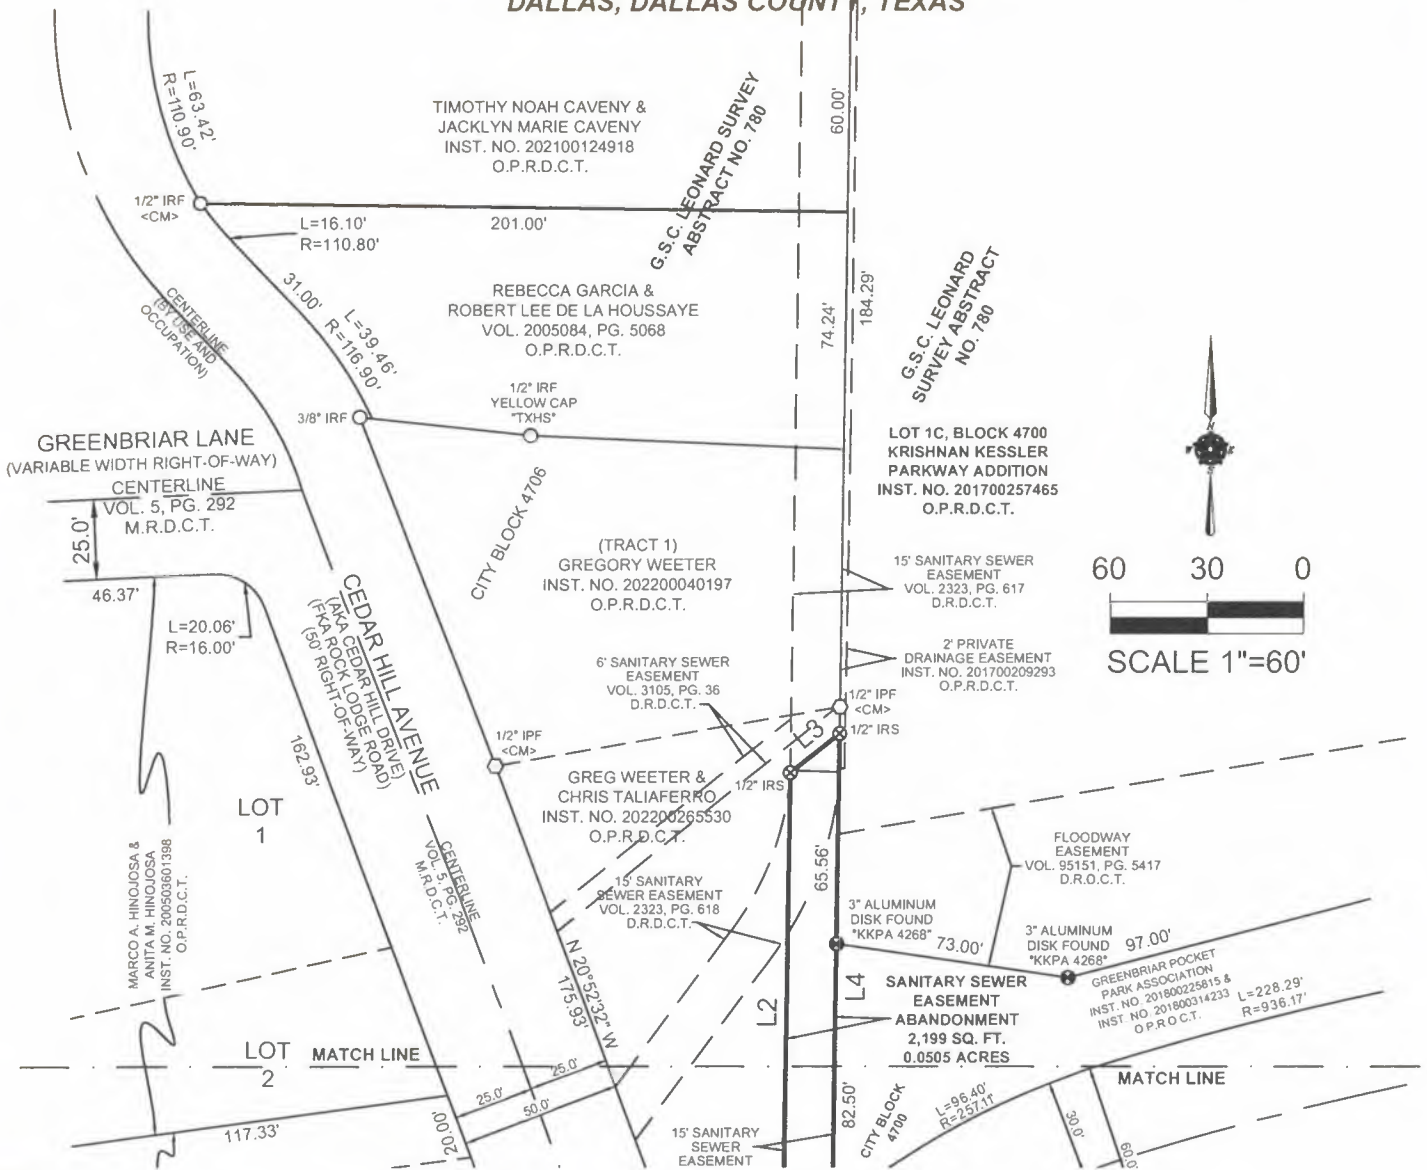 DALLAS, DALLAS COUNTY, TEXAS
L=63.42'
R=110.90'
TIMOTHY NOAH CAVENY &
JACKLYN MARIE CAVENY
INST. NO. 202100124918
O.P.R.D.C.T.
G.S.C. LEONARD SURVEY
ABSTRACT NO. 780
60.00'
1/2" IRF
<CM>
L=16.10'
R=110.80'
201.00'
31.00'
L=39.46'
R=116.90'
REBECCA GARCIA &
ROBERT LEE DE LA HOUSSAYE
VOL. 2005084, PG. 5068
O.P.R.D.C.T.
74.24'
184.29'
G.S.C. LEONARD
SURVEY ABSTRACT
NO. 780
CENTERLINE
(BY USE AND
OCCUPATION)
1/2" IRF
YELLOW CAP
"TXHS"
3/8" IRF
GREENBRIAR LANE
(VARIABLE WIDTH RIGHT-OF-WAY)
CENTERLINE
VOL. 5, PG. 292
M.R.D.C.T.
25.0'
46.37'
L=20.06'
R=16.00'
CITY BLOCK 4706
LOT 1C, BLOCK 4700
KRISHNAN KESSLER
PARKWAY ADDITION
INST. NO. 201700257465
O.P.R.D.C.T.
N
S
60 30 0
SCALE 1"=60'
(TRACT 1)
GREGORY WEETER
INST. NO. 202200040197
O.P.R.D.C.T.
15' SANITARY SEWER
EASEMENT
VOL. 2323, PG. 617
D.R.D.C.T.
2' PRIVATE
DRAINAGE EASEMENT
INST. NO. 201700209293
O.P.R.D.C.T.
CEDAR HILL AVENUE
(AKA CEDAR HILL DRIVE)
(FKA ROCK LODGE ROAD)
(50' RIGHT-OF-WAY)
6' SANITARY SEWER
EASEMENT
VOL. 3105, PG. 36
D.R.D.C.T.
1/2" IPF
<CM>
1/2" IRS
L3
1/2" IPF
<CM>
1/2" IRS
162.93'
LOT
1
GREG WEETER &
CHRIS TALIAFERRO
INST. NO. 202200265530
O.P.R.D.C.T.
MARCO A. HINOJOSA &
ANITA M. HINOJOSA
INST. NO. 200503601398
O.P.R.D.C.T.
CENTERLINE
VOL. 5, PG. 292
M.R.D.C.T.
15' SANITARY
SEWER EASEMENT
VOL. 2323, PG. 618
D.R.D.C.T.
65.56'
FLOODWAY
EASEMENT
VOL. 95151, PG. 5417
D.R.O.C.T.
3" ALUMINUM
DISK FOUND
"KKPA 4268"
73.00'
3" ALUMINUM
DISK FOUND
"KKPA 4268"
97.00'
N 20°52'32" W
175.93'
L2
L4
SANITARY SEWER
EASEMENT
ABANDONMENT
2,199 SQ. FT.
0.0505 ACRES
GREENBRIAR POCKET
PARK ASSOCIATION
INST. NO. 201800225815 &
INST. NO. 201800314233
O.P.R.O.C.T.
L=228.29'
R=936.17'
LOT
2
MATCH LINE
MATCH LINE
25.0'
25.0'
50.0'
20.00'
117.33'
15' SANITARY
SEWER
EASEMENT
82.50'
CITY BLOCK
4700
L=96.40'
R=257.11'
30.0'
60.0'